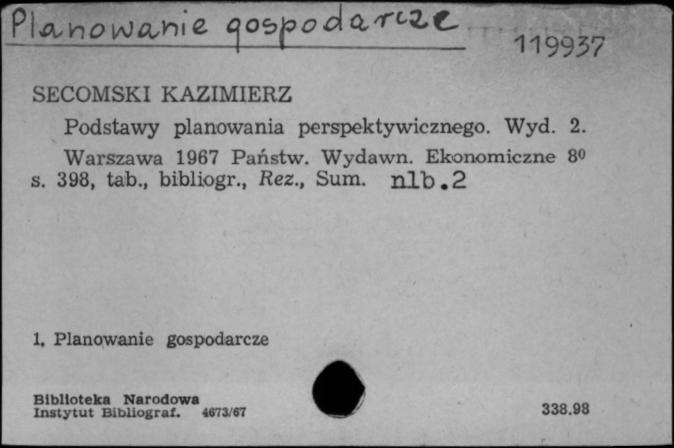 Planowanie gospodarcze
119937
SECOMSKI KAZIMIERZ
Podstawy planowania perspektywicznego. Wyd. 2.
Warszawa 1967 Państw. Wydawn. Ekonomiczne 8⁰
s. 398, tab., bibliogr., Rez., Sum. nlb.2
1. Planowanie gospodarcze
Biblioteka Narodowa
Instytut Bibliograf. 4673/67
338.98